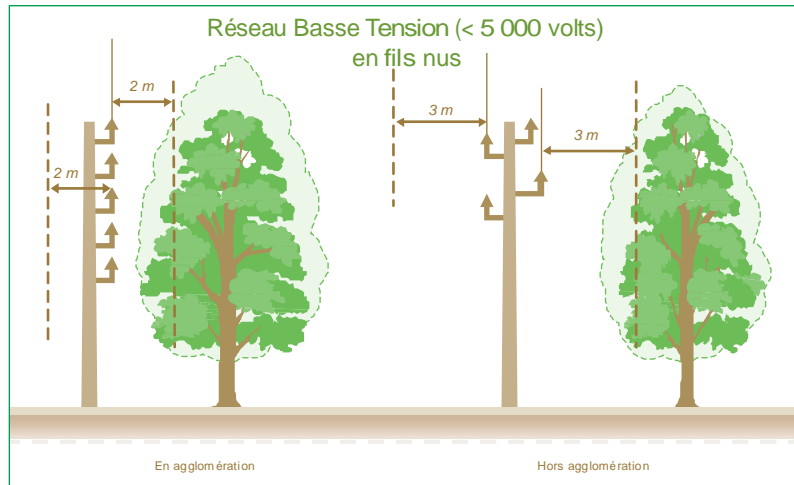 Réseau Basse Tension (< 5 000 volts)
en fils nus
2 m
2 m
3 m
3 m
En agglomération
Hors agglomération